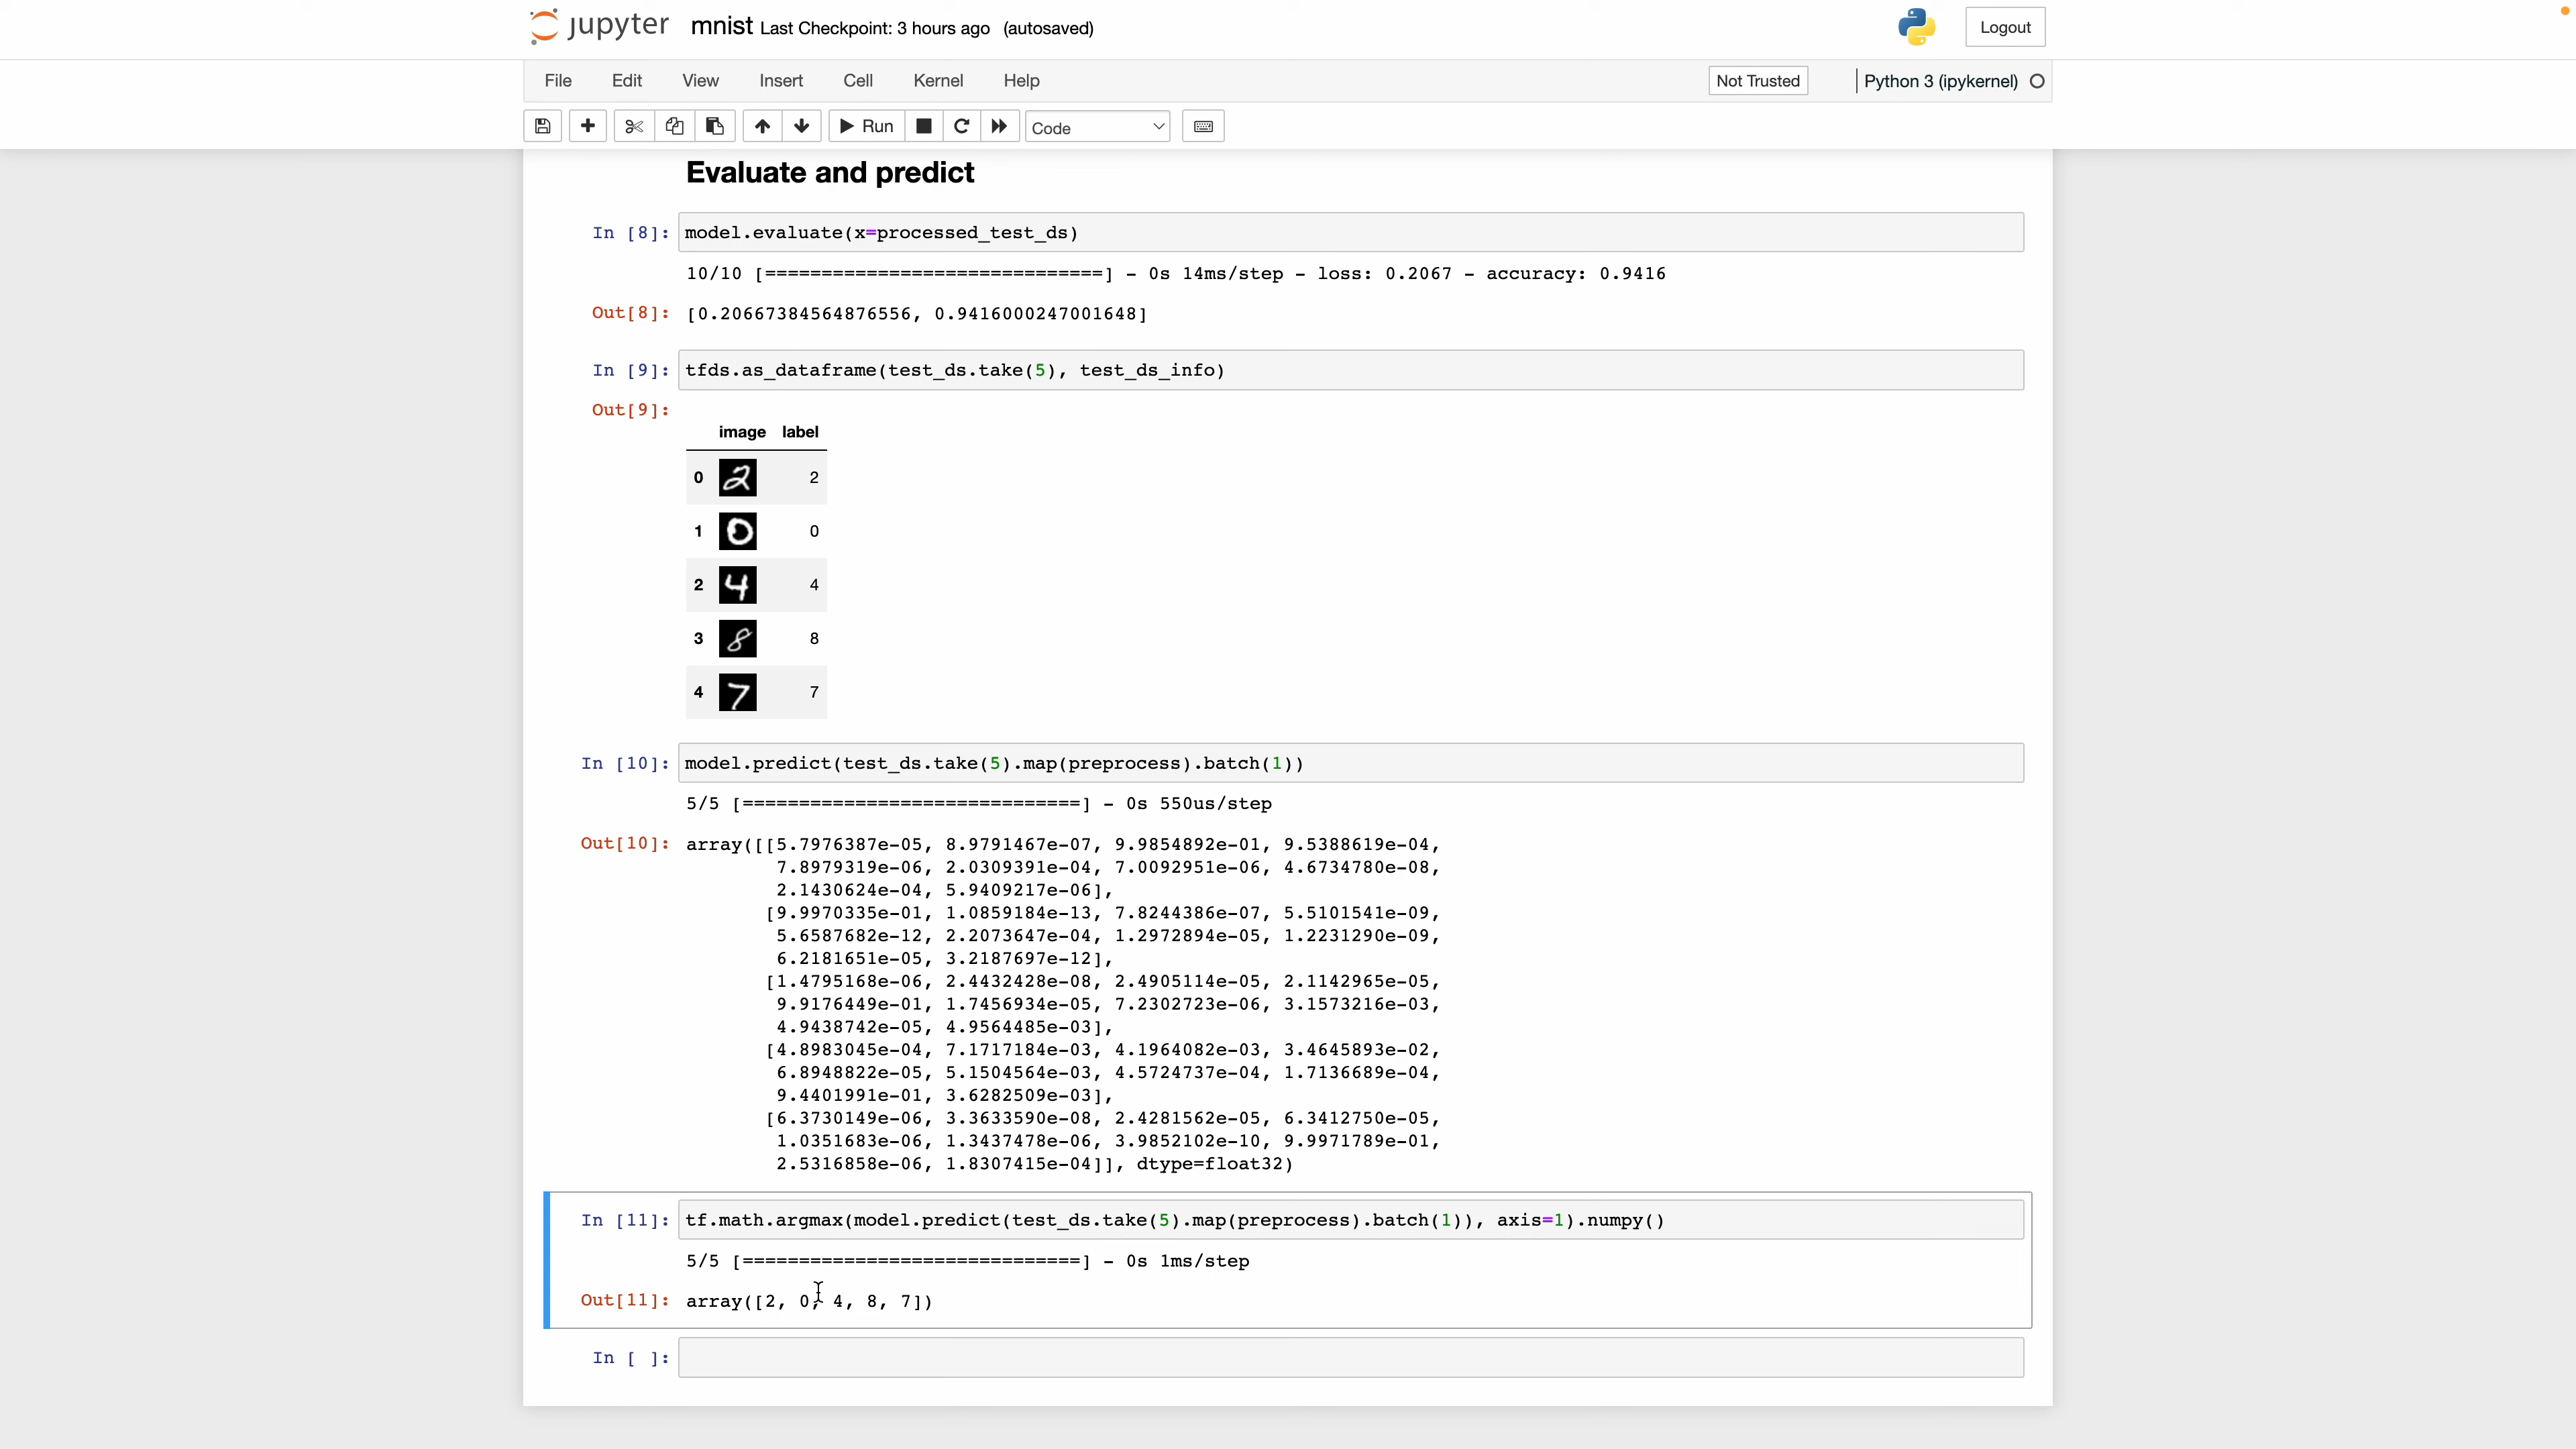 jupyter mnist Last Checkpoint: 3 hours ago (autosaved) Logout
File Edit View Insert Cell Kernel Help Not Trusted Python 3 (ipykernel)
Run Code
Evaluate and predict
In [8]: model.evaluate(x=processed_test_ds)
10/10 [==============================] - 0s 14ms/step - loss: 0.2067 - accuracy: 0.9416
Out[8]: [0.20667384564876556, 0.9416000247001648]
In [9]: tfds.as_dataframe(test_ds.take(5), test_ds_info)
Out[9]:
image label
0 2 2
1 0 0
2 4 4
3 8 8
4 7 7
In [10]: model.predict(test_ds.take(5).map(preprocess).batch(1))
5/5 [==============================] - 0s 550us/step
Out[10]: array([[5.7976387e-05, 8.9791467e-07, 9.9854892e-01, 9.5388619e-04,
7.8979319e-06, 2.0309391e-04, 7.0092951e-06, 4.6734780e-08,
2.1430624e-04, 5.9409217e-06],
[9.9970335e-01, 1.0859184e-13, 7.8244386e-07, 5.5101541e-09,
5.6587682e-12, 2.2073647e-04, 1.2972894e-05, 1.2231290e-09,
6.2181651e-05, 3.2187697e-12],
[1.4795168e-06, 2.4432428e-08, 2.4905114e-05, 2.1142965e-05,
9.9176449e-01, 1.7456934e-05, 7.2302723e-06, 3.1573216e-03,
4.9438742e-05, 4.9564485e-03],
[4.8983045e-04, 7.1717184e-03, 4.1964082e-03, 3.4645893e-02,
6.8948822e-05, 5.1504564e-03, 4.5724737e-04, 1.7136689e-04,
9.4401991e-01, 3.6282509e-03],
[6.3730149e-06, 3.3633590e-08, 2.4281562e-05, 6.3412750e-05,
1.0351683e-06, 1.3437478e-06, 3.9852102e-10, 9.9971789e-01,
2.5316858e-06, 1.8307415e-04]], dtype=float32)
In [11]: tf.math.argmax(model.predict(test_ds.take(5).map(preprocess).batch(1)), axis=1).numpy()
5/5 [==============================] - 0s 1ms/step
Out[11]: array([2, 0, 4, 8, 7])
In [ ]: